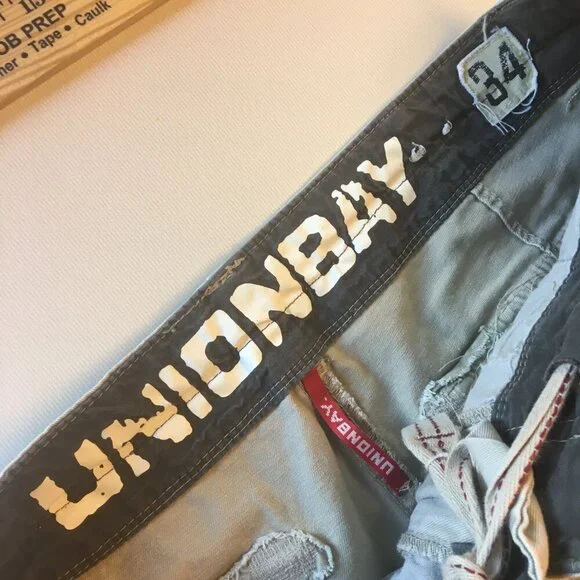 OB PREP
Tape • Caulk
34
UNIONBAY.
UNIONBAY.